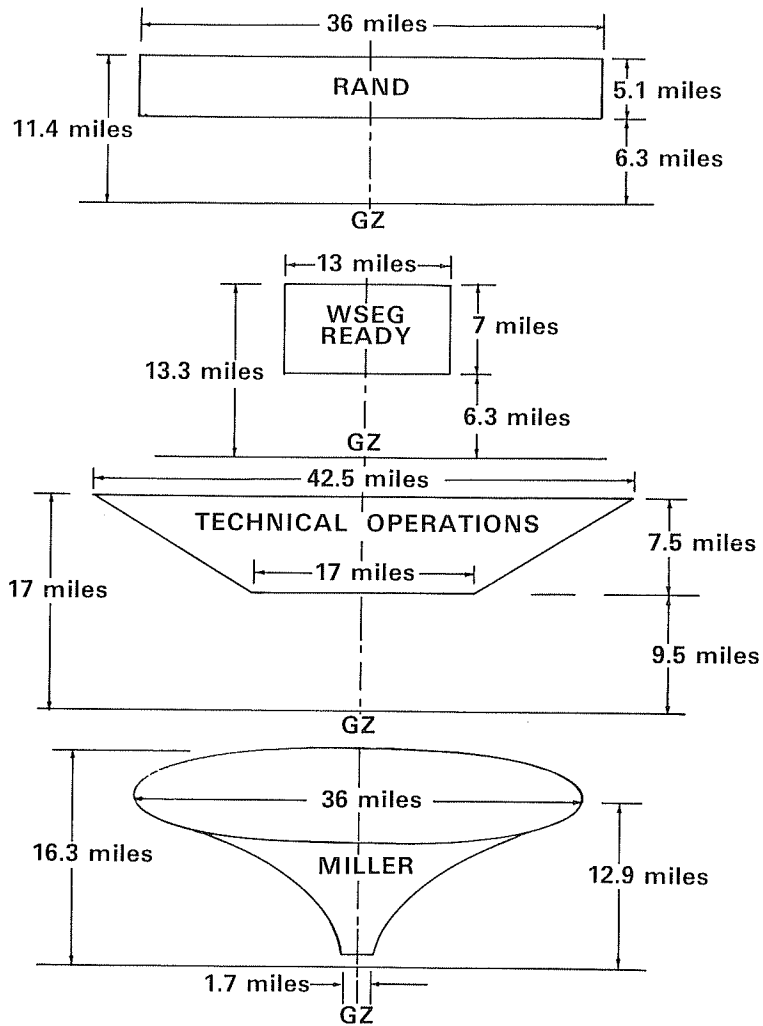 36 miles
RAND
5.1 miles
11.4 miles
6.3 miles
GZ
13 miles
WSEG
READY
7 miles
13.3 miles
6.3 miles
GZ
42.5 miles
TECHNICAL OPERATIONS
7.5 miles
17 miles
17 miles
9.5 miles
GZ
36 miles
16.3 miles
MILLER
12.9 miles
1.7 miles
GZ